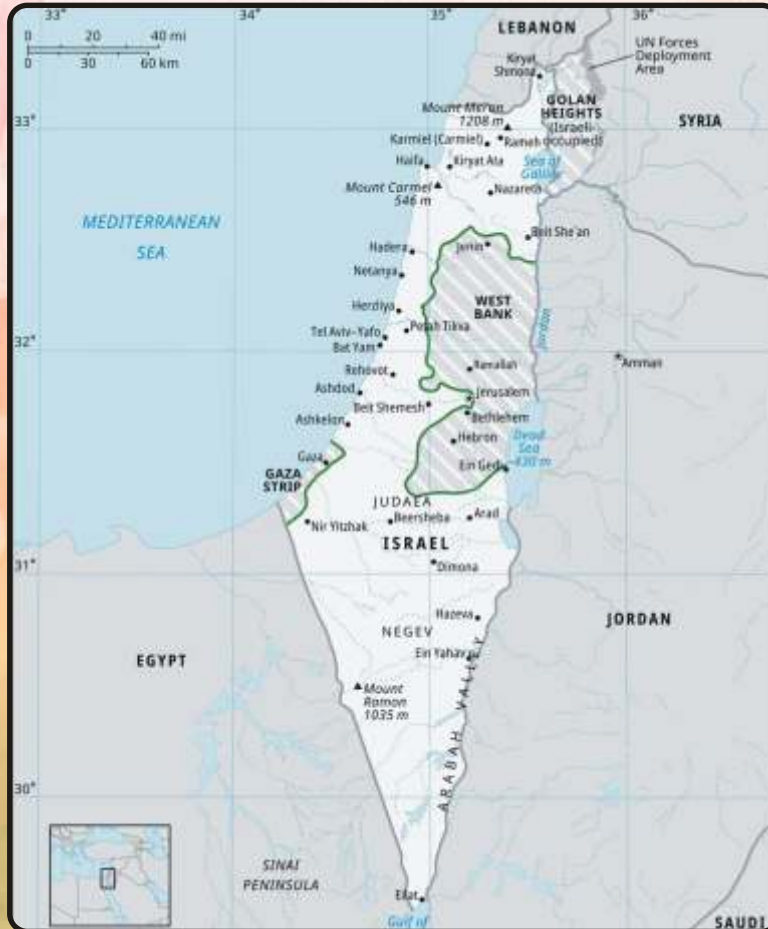 33°
34°
35°
36°
LEBANON
0 20 40 mi
0 30 60 km
Kiryat
Shmona
UN Forces
Deployment
Area
GOLAN
HEIGHTS
(Israeli-
occupied)
33°
Mount Meron
1208 m
SYRIA
Karmiel (Carmiel)
Rameh
Haifa
Kiryat Ata
Sea of
Galilee
Mount Carmel
546 m
Nazareth
MEDITERRANEAN
SEA
Beit She'an
Hadera
Jenin
Netanya
WEST
BANK
Herzliya
Jordan
Tel Aviv–Yafo
Petah Tikva
Bat Yam
32°
Amman
Rehovot
Ramallah
Ashdod
Jerusalem
Beit Shemesh
Bethlehem
Ashkelon
Hebron
Dead
Sea
-430 m
Gaza
Ein Gedi
GAZA
STRIP
JUDAEA
Nir Yitzhak
Beersheba
Arad
ISRAEL
31°
Dimona
Hazeva
JORDAN
NEGEV
EGYPT
Ein Yahav
Mount
Ramon
1035 m
ARABAH VALLEY
30°
SINAI
PENINSULA
Eilat
Gulf of
SAUDI